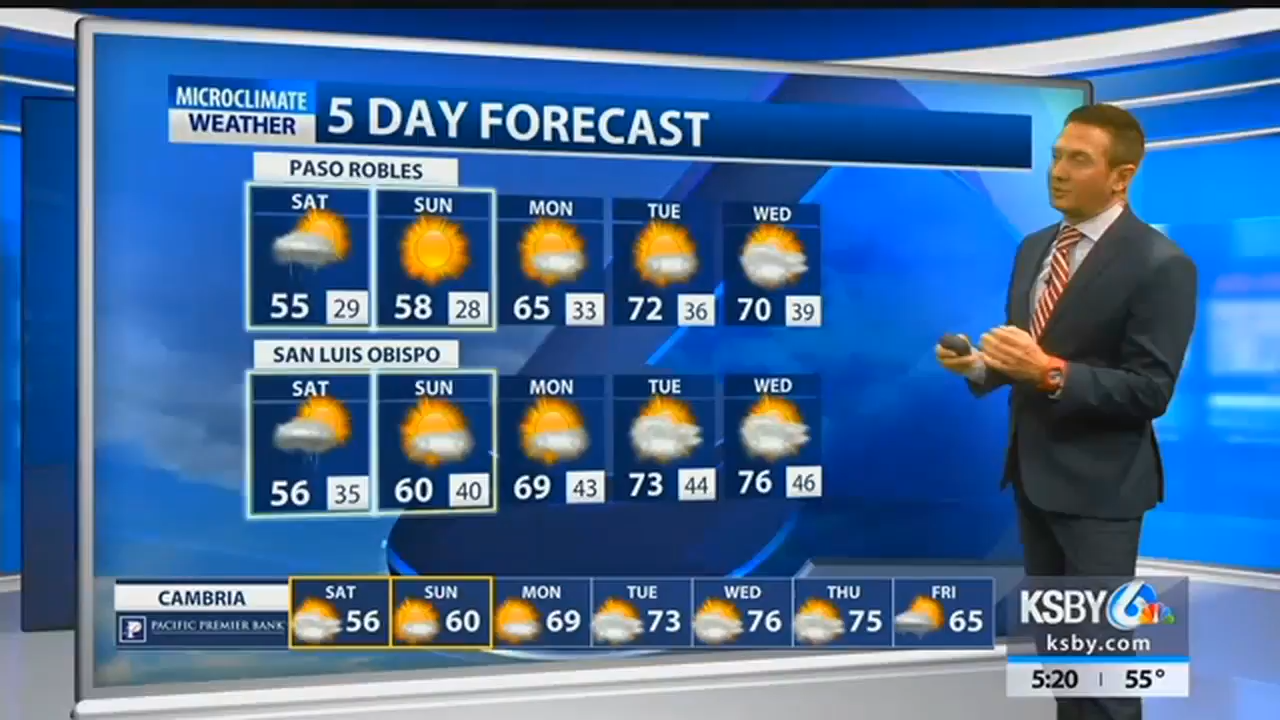 MICROCLIMATE
WEATHER
5 DAY FORECAST
PASO ROBLES
SAT SUN MON TUE WED
55 29 58 28 65 33 72 36 70 39
SAN LUIS OBISPO
SAT SUN MON TUE WED
56 35 60 40 69 43 73 44 76 46
CAMBRIA
PACIFIC PREMIER BANK
SAT SUN MON TUE WED THU FRI
56 60 69 73 76 75 65
KSBY6
ksby.com
5:20 55°